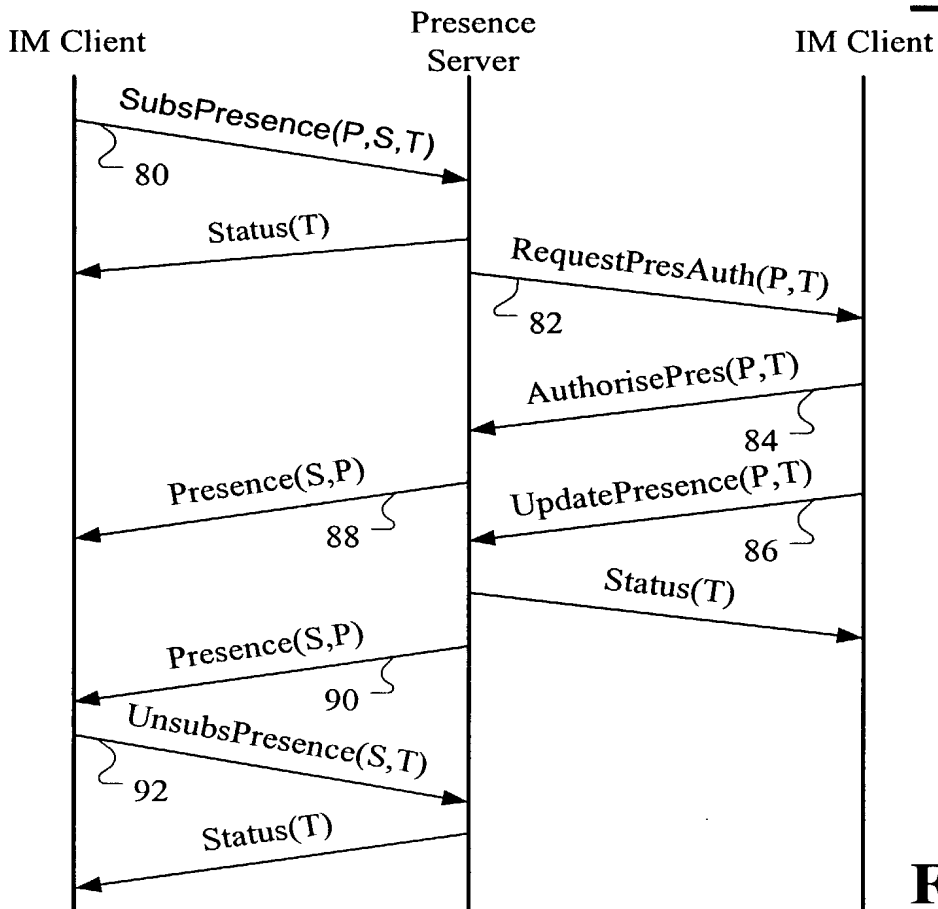 IM Client
Presence
Server
IM Client
SubsPresence(P,S,T)
80
Status(T)
RequestPresAuth(P,T)
82
AuthorisePres(P,T)
84
Presence(S,P)
88
UpdatePresence(P,T)
86
Status(T)
Presence(S,P)
90
UnsubsPresence(S,T)
92
Status(T)